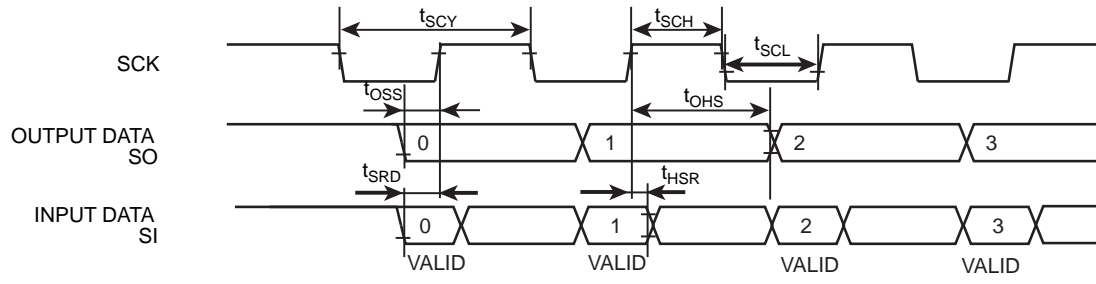 tSCY
tSCH
tSCL
SCK
tOSS
tOHS
OUTPUT DATA
SO
0 1 2 3
tSRD
tHSR
INPUT DATA
SI
0 1 2 3
VALID VALID VALID VALID